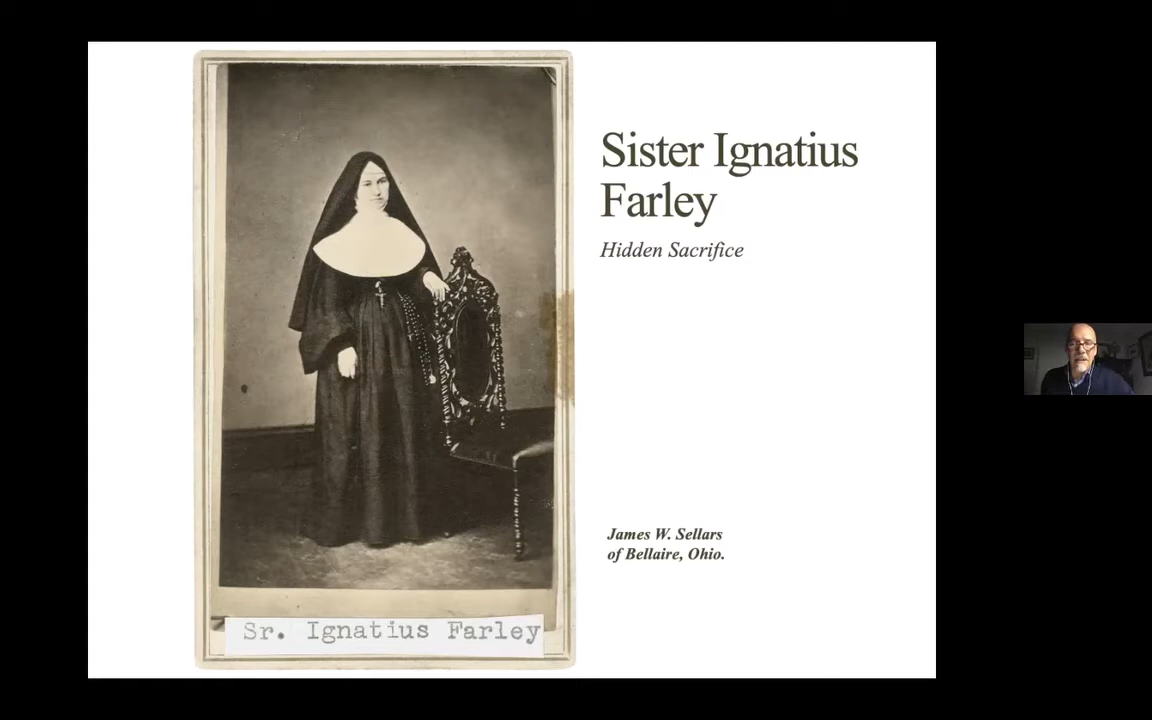 Sister Ignatius
Farley
Hidden Sacrifice
James W. Sellars
of Bellaire, Ohio.
Sr. Ignatius Farley